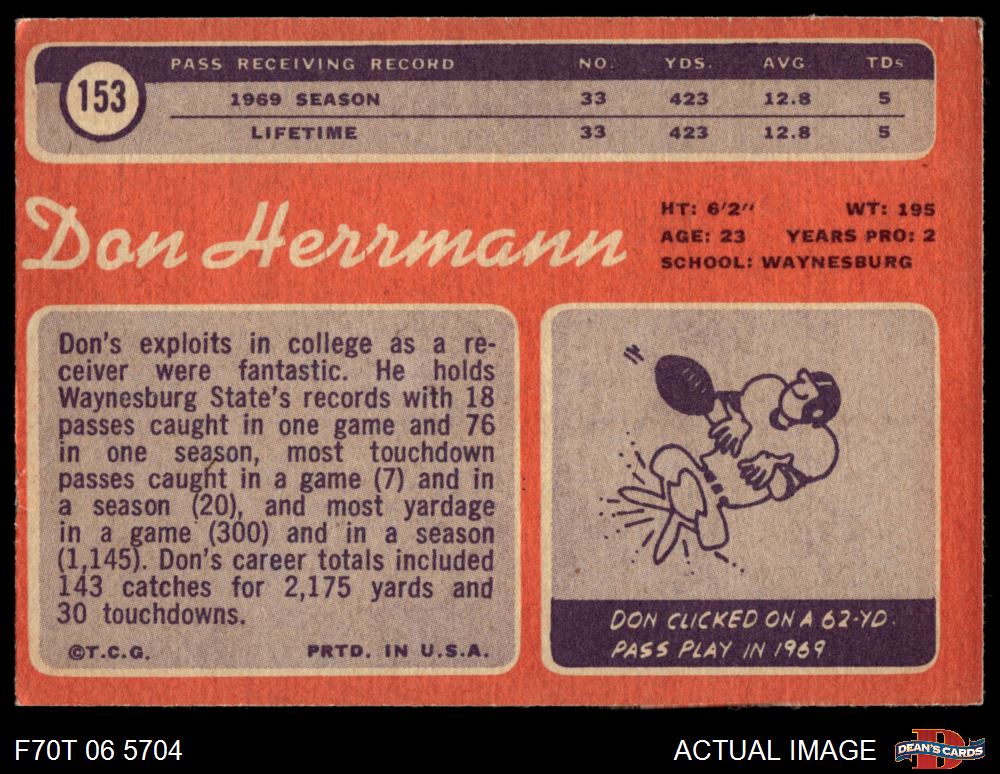 153
PASS RECEIVING RECORD NO. YDS. AVG. TDs
1969 SEASON 33 423 12.8 5
LIFETIME 33 423 12.8 5
Don Herrmann
HT: 6'2" WT: 195
AGE: 23 YEARS PRO: 2
SCHOOL: WAYNESBURG
Don's exploits in college as a re-
ceiver were fantastic. He holds
Waynesburg State's records with 18
passes caught in one game and 76
in one season, most touchdown
passes caught in a game (7) and in
a season (20), and most yardage
in a game (300) and in a season
(1,145). Don's career totals included
143 catches for 2,175 yards and
30 touchdowns.
©T.C.G. PRTD. IN U.S.A.
DON CLICKED ON A 62-YD.
PASS PLAY IN 1969
F70T 06 5704
ACTUAL IMAGE
D
DEAN'S CARDS